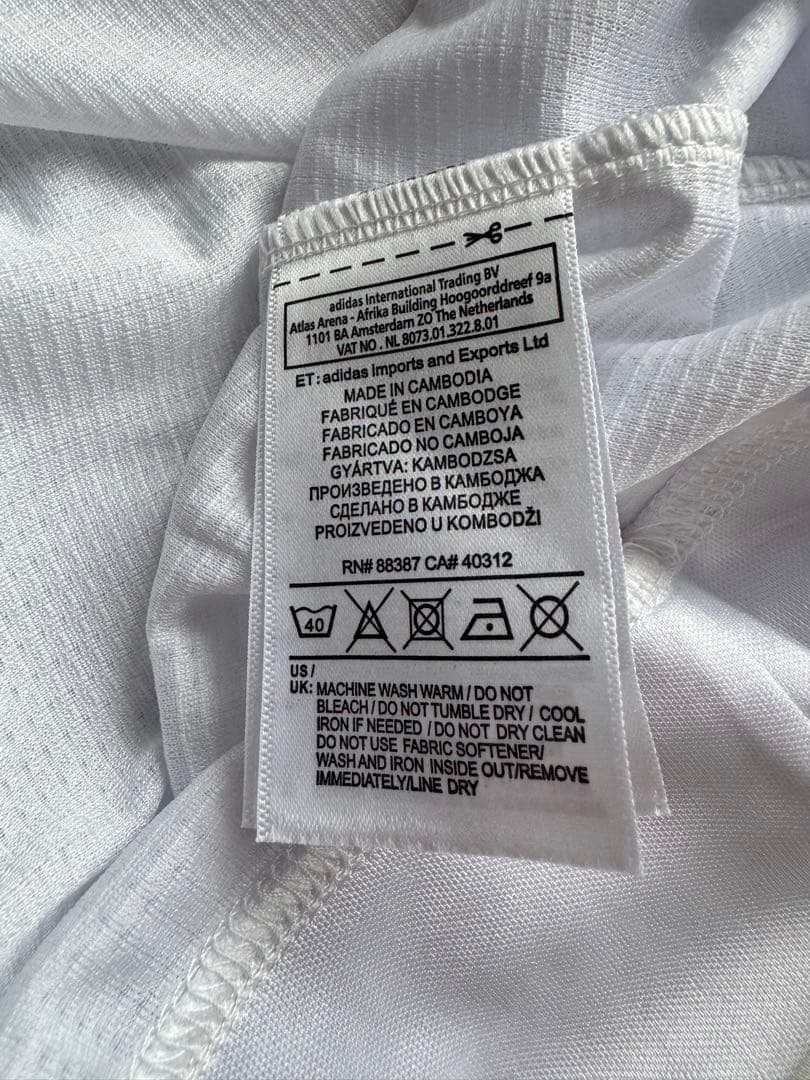 adidas International Trading BV
Atlas Arena - Afrika Building Hoogoorddreef 9a
1101 BA Amsterdam ZO The Netherlands
VAT NO . NL 8073.01.322.8.01
ET: adidas Imports and Exports Ltd
MADE IN CAMBODIA
FABRIQUÉ EN CAMBODGE
FABRICADO EN CAMBOYA
FABRICADO NO CAMBOJA
GYÁRTVA: KAMBODZSA
ПРОИЗВЕДЕНО В КАМБОДЖА
СДЕЛАНО В КАМБОДЖЕ
PROIZVEDENO U KOMBODŽI
RN# 88387 CA# 40312
40
US /
UK: MACHINE WASH WARM / DO NOT
BLEACH / DO NOT TUMBLE DRY / COOL
IRON IF NEEDED / DO NOT DRY CLEAN
DO NOT USE FABRIC SOFTENER/
WASH AND IRON INSIDE OUT/REMOVE
IMMEDIATELY/LINE DRY